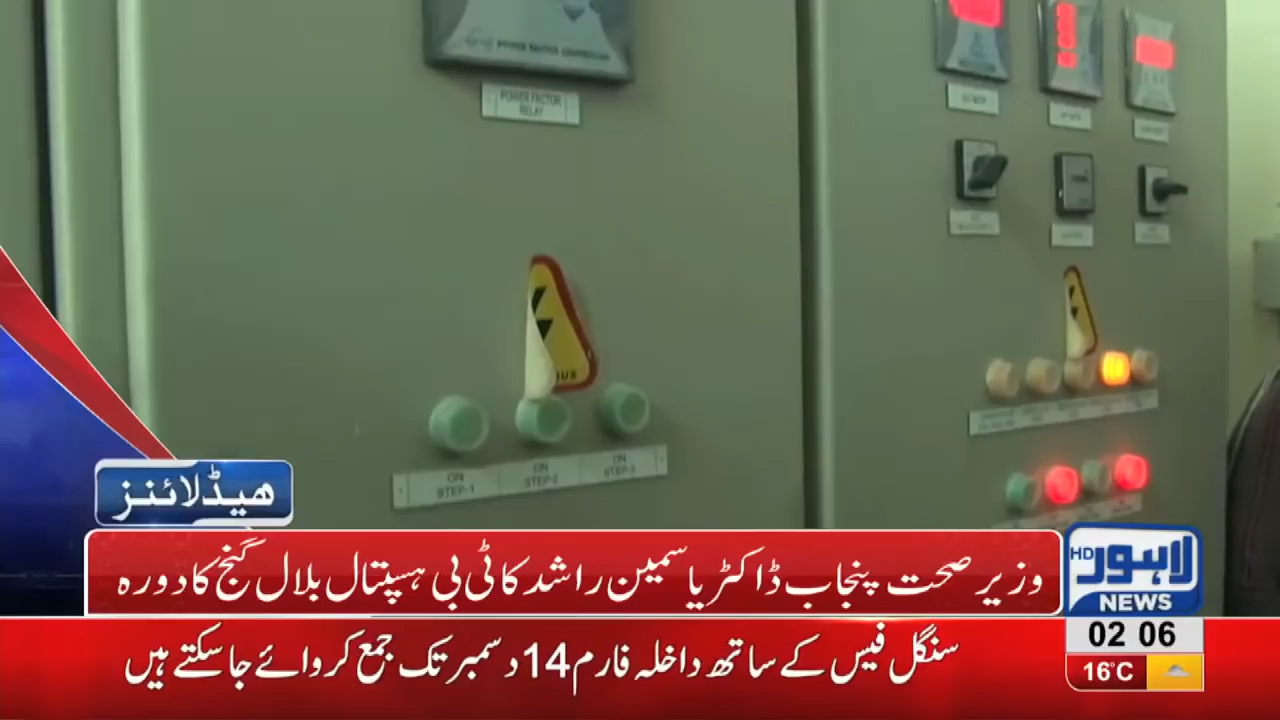 POWER FACTOR
RELAY
ON ON ON
STEP-1 STEP-2 STEP-3
ھیڈلائنز
وزیر صحت پنجاب ڈاکٹر یاسمین راشد کا ٹی بی ہسپتال بلال گنج کا دورہ
HD
لاہور
NEWS
02 06
سنگل فیس کے ساتھ داخلہ فارم 14 دسمبر تک جمع کروائے جا سکتے ہیں
16°C